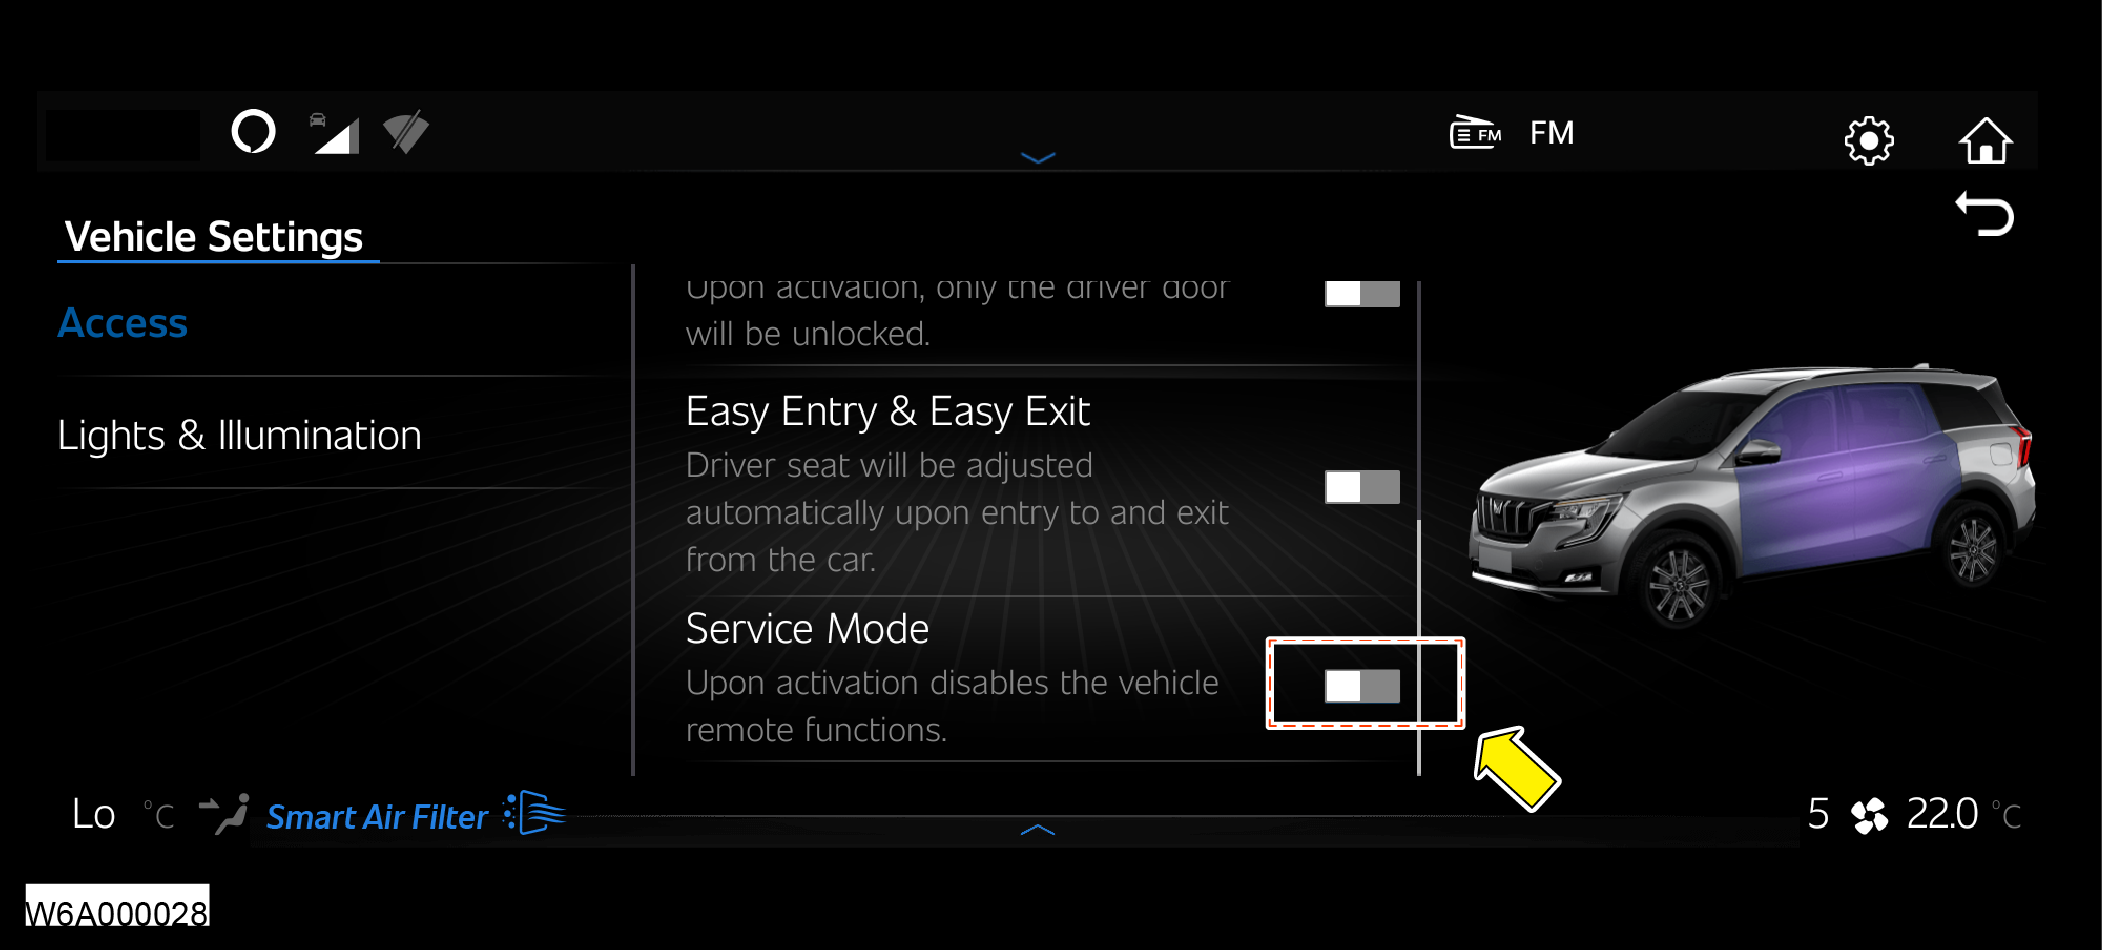 FM FM
Vehicle Settings
Access
Lights & Illumination
Upon activation, only the driver door
will be unlocked.
Easy Entry & Easy Exit
Driver seat will be adjusted
automatically upon entry to and exit
from the car.
Service Mode
Upon activation disables the vehicle
remote functions.
Lo °C Smart Air Filter 5 22.0 °C
W6A000028